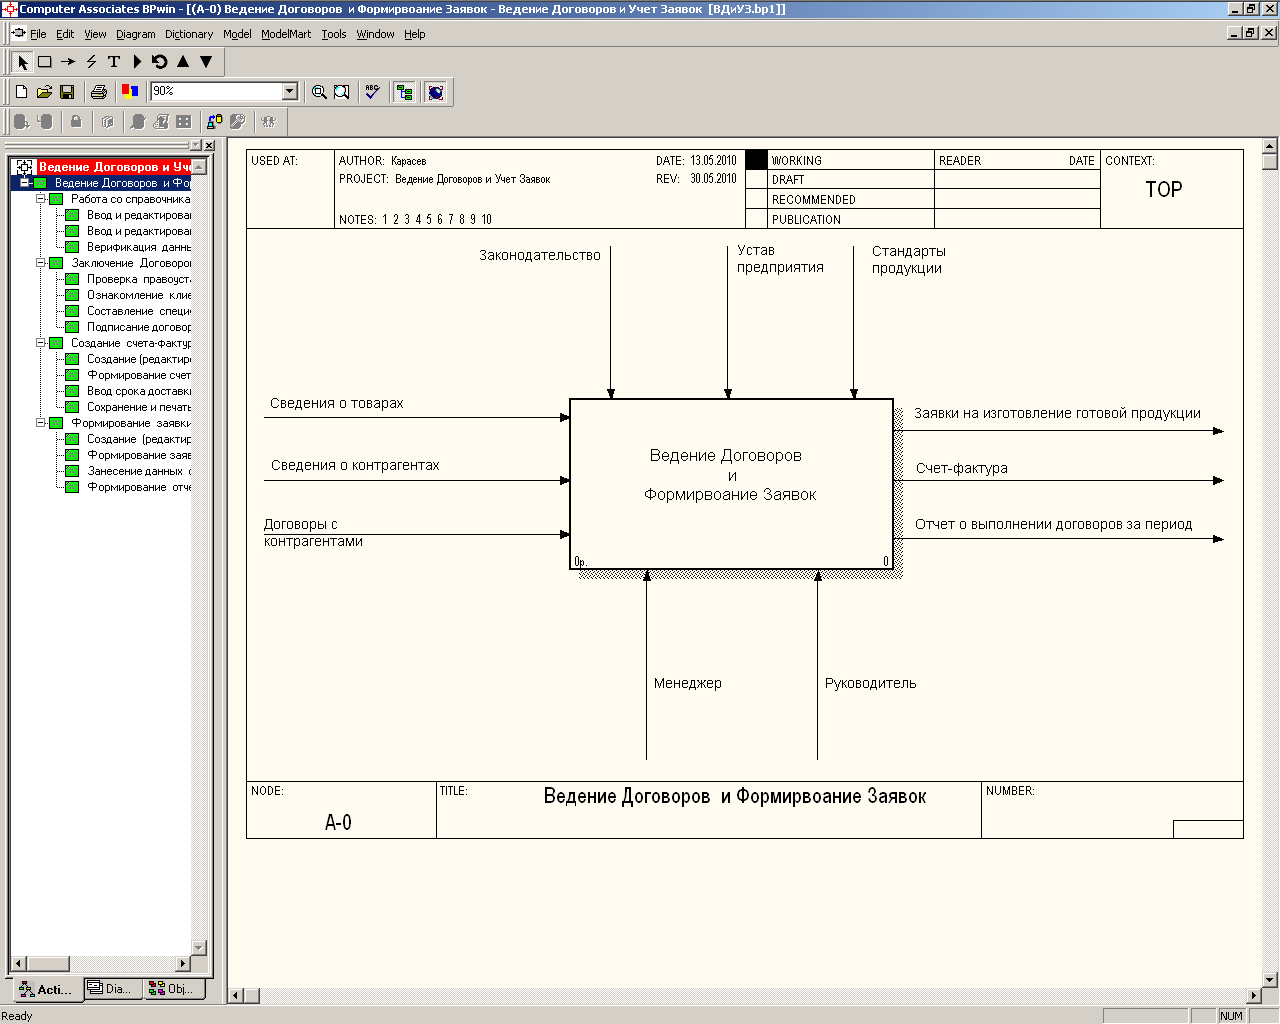 Computer Associates BPwin - [(A-0) Ведение Договоров  и Формирвоание Заявок - Ведение Договоров и Учет Заявок  [ВДиУЗ.bp1]]
File Edit View Diagram Dictionary Model ModelMart Tools Window Help
90%
Ведение Договоров и Уче
Ведение Договоров  и Фор
Работа со справочника
Ввод и редактирова
Ввод и редактирова
Верификация  данны
Заключение  Договоро
Проверка  правоуста
Ознакомление  клие
Составление  специ
Подписание договор
Создание  счета-фактур
Создание (редактиро
Формирование счет
Ввод срока доставки
Сохранение и печать
Формирование  заявки
Создание  (редактир
Формирование заяв
Занесение данных  о
Формирование  отче
Acti... Dia... Obj...
USED AT:
AUTHOR:  Карасев
DATE: 13.05.2010
PROJECT:  Ведение Договоров и Учет Заявок
REV:  30.05.2010
NOTES:  1  2  3  4  5  6  7  8  9  10
WORKING
DRAFT
RECOMMENDED
PUBLICATION
READER
DATE
CONTEXT:
TOP
Законодательство
Устав
предприятия
Стандарты
продукции
Сведения о товарах
Сведения о контрагентах
Договоры с
контрагентами
Ведение Договоров
и
Формирвоание Заявок
0р.
0
Заявки на изготовление готовой продукции
Счет-фактура
Отчет о выполнении договоров за период
Менеджер
Руководитель
NODE:
A-0
TITLE:
Ведение Договоров  и Формирвоание Заявок
NUMBER:
Ready
NUM